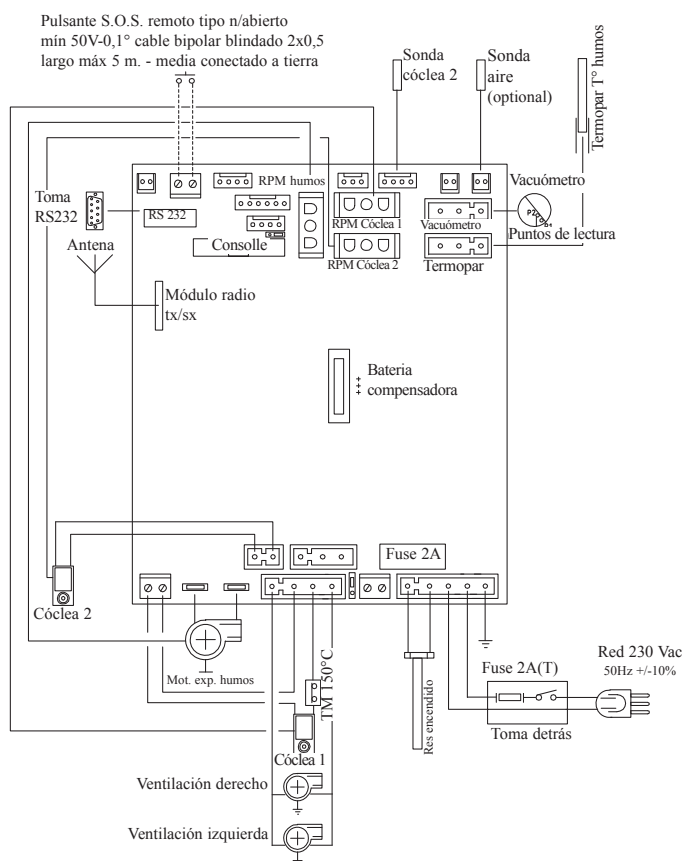 Pulsante S.O.S. remoto tipo n/abierto
mín 50V-0,1° cable bipolar blindado 2x0,5
largo máx 5 m. - media conectado a tierra
Sonda
cóclea 2
Sonda
aire
(optional)
Termopar T° humos
Toma
RS232
RS 232
RPM humos
RPM Cóclea 1
Vacuómetro
Vacuómetro
Puntos de lectura
Antena
Consolle
RPM Cóclea 2
Termopar
Módulo radio
tx/sx
Bateria
compensadora
Fuse 2A
Cóclea 2
Mot. exp. humos
TM 150°C
Res encendido
Fuse 2A(T)
Red 230 Vac
50Hz +/-10%
Toma detrás
Cóclea 1
Ventilación derecho
Ventilación izquierda